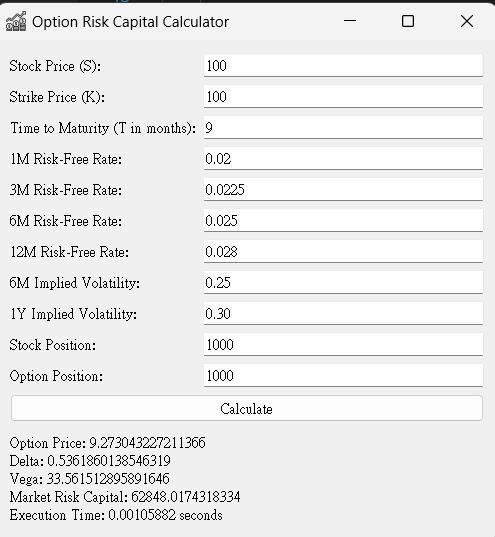 Option Risk Capital Calculator
Stock Price (S): 100
Strike Price (K): 100
Time to Maturity (T in months): 9
1M Risk-Free Rate: 0.02
3M Risk-Free Rate: 0.0225
6M Risk-Free Rate: 0.025
12M Risk-Free Rate: 0.028
6M Implied Volatility: 0.25
1Y Implied Volatility: 0.30
Stock Position: 1000
Option Position: 1000
Calculate
Option Price: 9.273043227211366
Delta: 0.5361860138546319
Vega: 33.561512895891646
Market Risk Capital: 62848.0174318334
Execution Time: 0.00105882 seconds